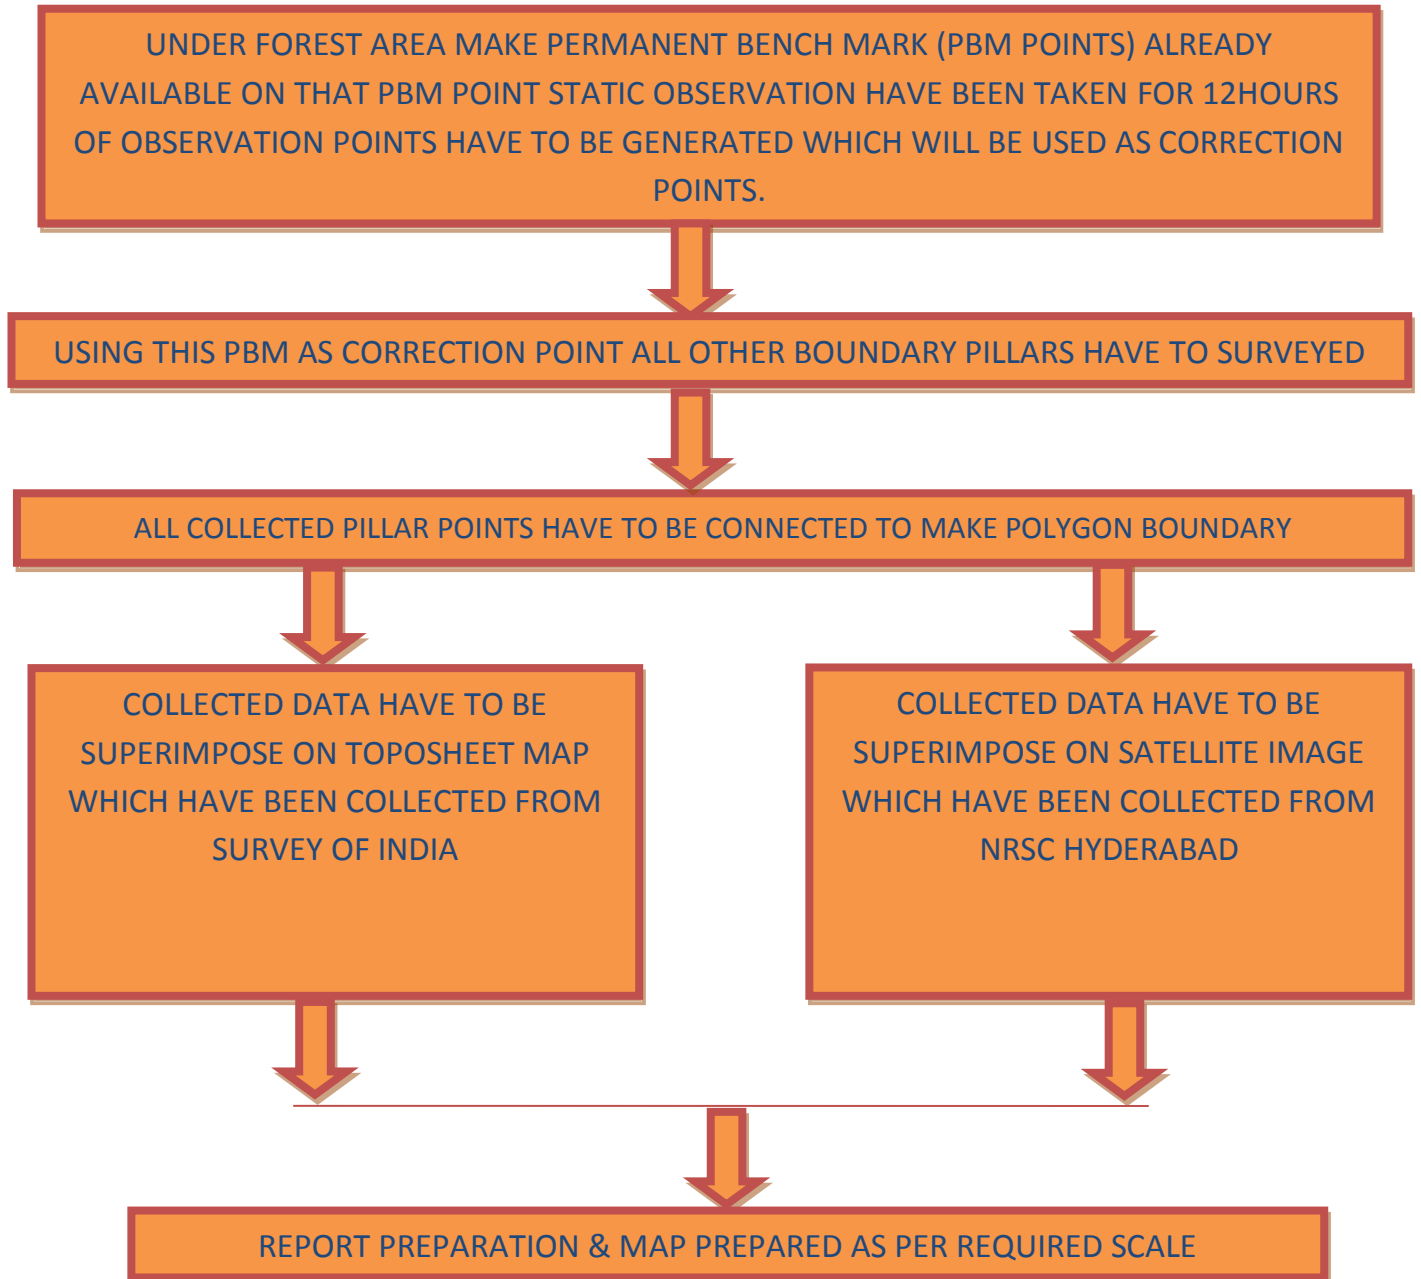 UNDER FOREST AREA MAKE PERMANENT BENCH MARK (PBM POINTS) ALREADY
AVAILABLE ON THAT PBM POINT STATIC OBSERVATION HAVE BEEN TAKEN FOR 12HOURS
OF OBSERVATION POINTS HAVE TO BE GENERATED WHICH WILL BE USED AS CORRECTION
POINTS.
USING THIS PBM AS CORRECTION POINT ALL OTHER BOUNDARY PILLARS HAVE TO SURVEYED
ALL COLLECTED PILLAR POINTS HAVE TO BE CONNECTED TO MAKE POLYGON BOUNDARY
COLLECTED DATA HAVE TO BE
SUPERIMPOSE ON TOPOSHEET MAP
WHICH HAVE BEEN COLLECTED FROM
SURVEY OF INDIA
COLLECTED DATA HAVE TO BE
SUPERIMPOSE ON SATELLITE IMAGE
WHICH HAVE BEEN COLLECTED FROM
NRSC HYDERABAD
REPORT PREPARATION & MAP PREPARED AS PER REQUIRED SCALE